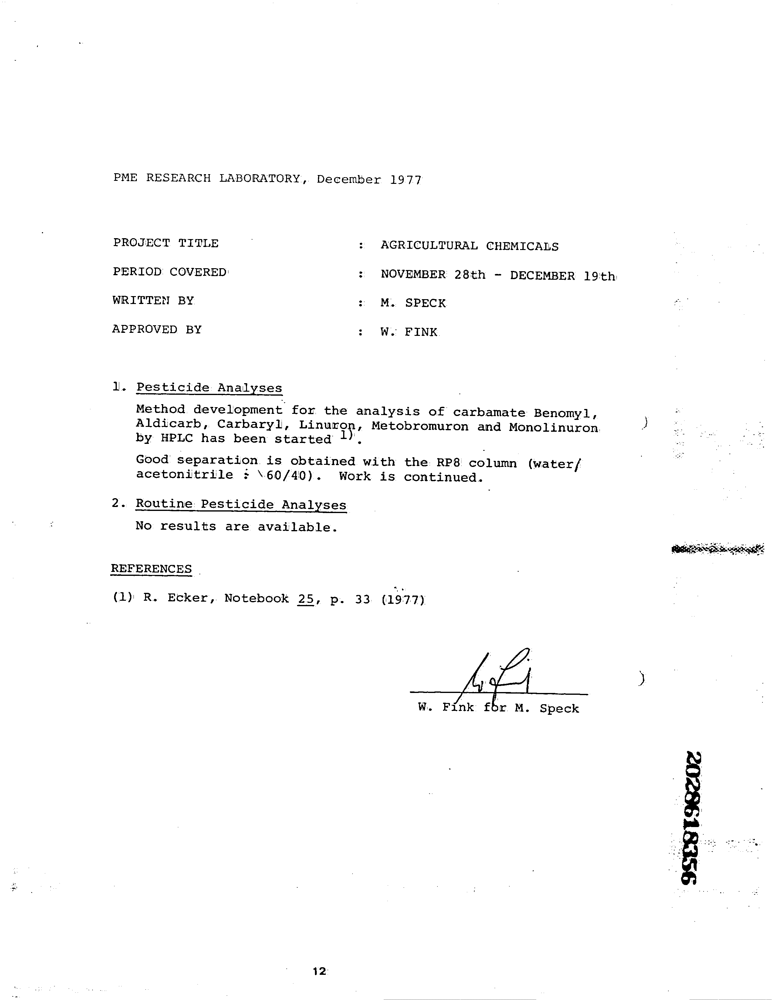 PME RESEARCH LABORATORY, December 1977
PROJECT TITLE : AGRICULTURAL CHEMICALS
PERIOD COVERED : NOVEMBER 28th - DECEMBER 19th
WRITTEN BY : M. SPECK
APPROVED BY : W. FINK
1. Pesticide Analyses
Method development for the analysis of carbamate Benomyl,
Aldicarb, Carbaryl, Linuron, Metobromuron and Monolinuron
by HPLC has been started 1).
Good separation is obtained with the RP8 column (water/
acetonitrile : 60/40). Work is continued.
2. Routine Pesticide Analyses
No results are available.
REFERENCES
(1) R. Ecker, Notebook 25, p. 33 (1977)
W. Fink for M. Speck
2028618356
12